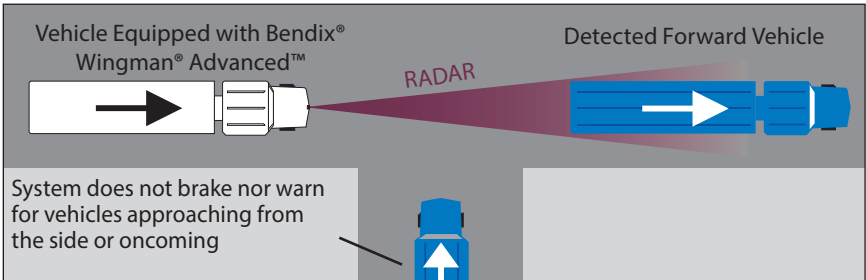 Vehicle Equipped with Bendix®
Wingman® Advanced™
Detected Forward Vehicle
RADAR
System does not brake nor warn
for vehicles approaching from
the side or oncoming